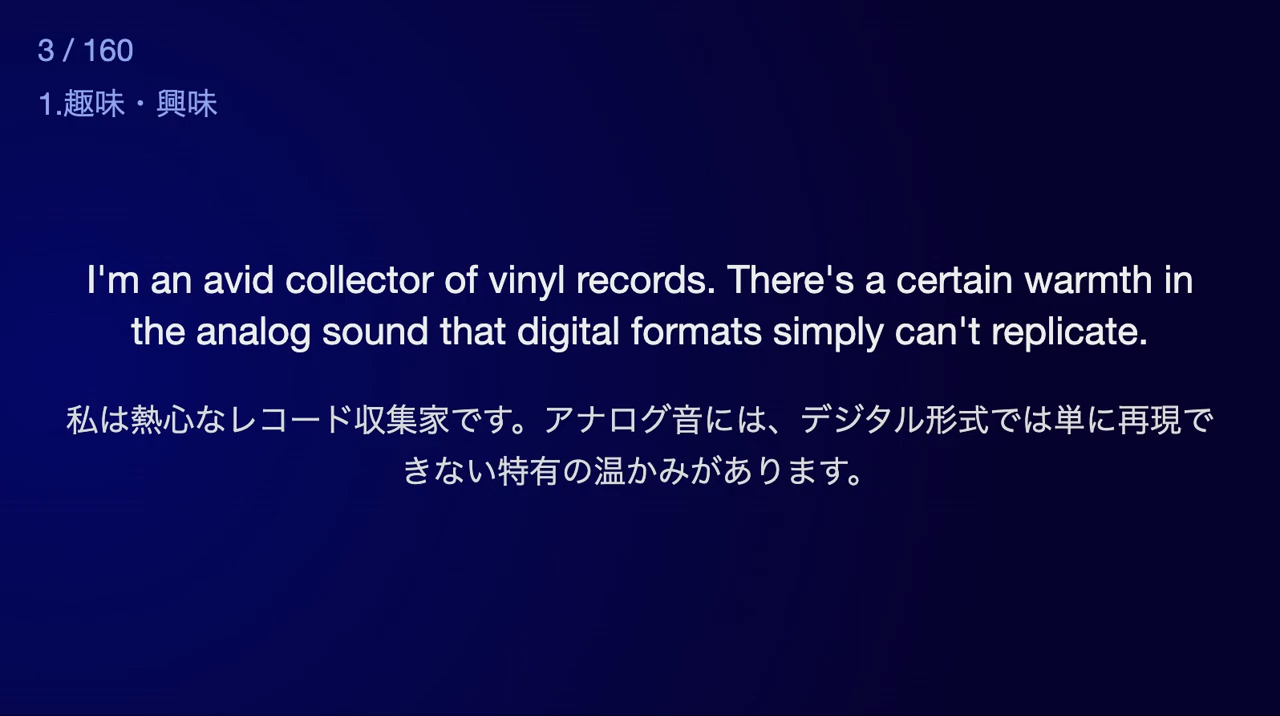 3 / 160
1.趣味・興味
I'm an avid collector of vinyl records. There's a certain warmth in
the analog sound that digital formats simply can't replicate.
私は熱心なレコード収集家です。アナログ音には、デジタル形式では単に再現で
きない特有の温かみがあります。